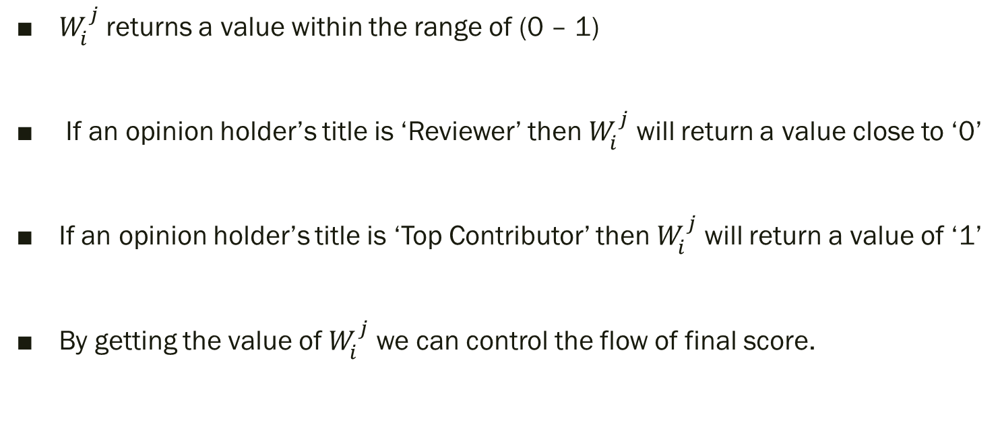 ▪ $W_i^j$ returns a value within the range of (0 – 1)
▪ If an opinion holder’s title is ‘Reviewer’ then $W_i^j$ will return a value close to ‘0’
▪ If an opinion holder’s title is ‘Top Contributor’ then $W_i^j$ will return a value of ‘1’
▪ By getting the value of $W_i^j$ we can control the flow of final score.